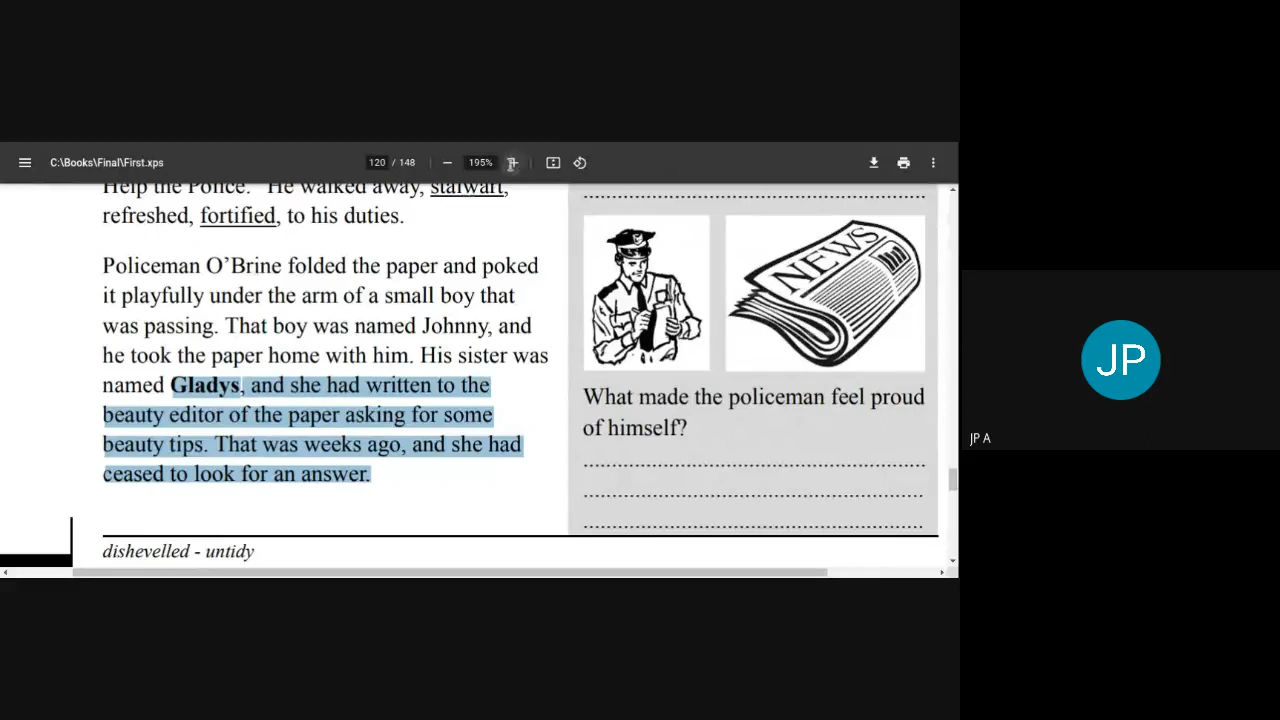 C:\Books\Final\First.xps
120 / 148
195%
Help the Police." He walked away, stalwart,
refreshed, fortified, to his duties.
Policeman O'Brine folded the paper and poked
it playfully under the arm of a small boy that
was passing. That boy was named Johnny, and
he took the paper home with him. His sister was
named Gladys, and she had written to the
beauty editor of the paper asking for some
beauty tips. That was weeks ago, and she had
ceased to look for an answer.
NEWS
What made the policeman feel proud
of himself?
dishevelled - untidy
JP
JP A